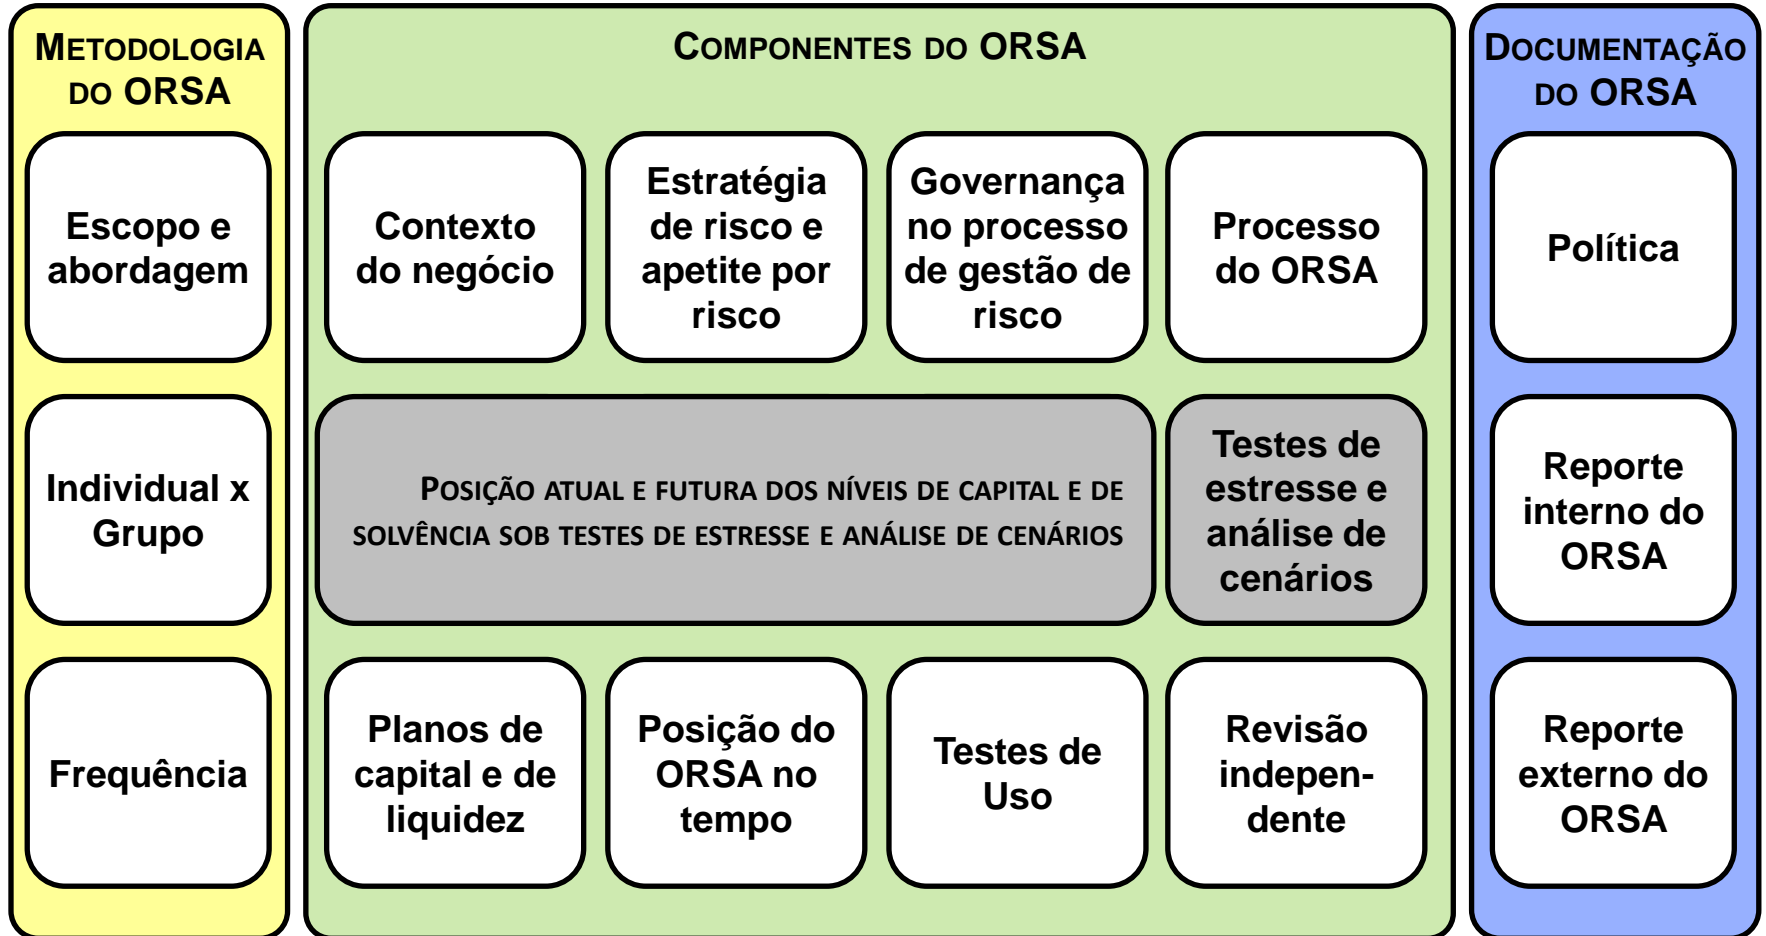 METODOLOGIA
DO ORSA
Escopo e
abordagem
Individual x
Grupo
Frequência
COMPONENTES DO ORSA
Contexto
do negócio
Estratégia
de risco e
apetite por
risco
Governança
no processo
de gestão de
risco
Processo
do ORSA
POSIÇÃO ATUAL E FUTURA DOS NÍVEIS DE CAPITAL E DE
SOLVÊNCIA SOB TESTES DE ESTRESSE E ANÁLISE DE CENÁRIOS
Testes de
estresse e
análise de
cenários
Planos de
capital e de
liquidez
Posição do
ORSA no
tempo
Testes de
Uso
Revisão
indepen-
dente
DOCUMENTAÇÃO
DO ORSA
Política
Reporte
interno do
ORSA
Reporte
externo do
ORSA